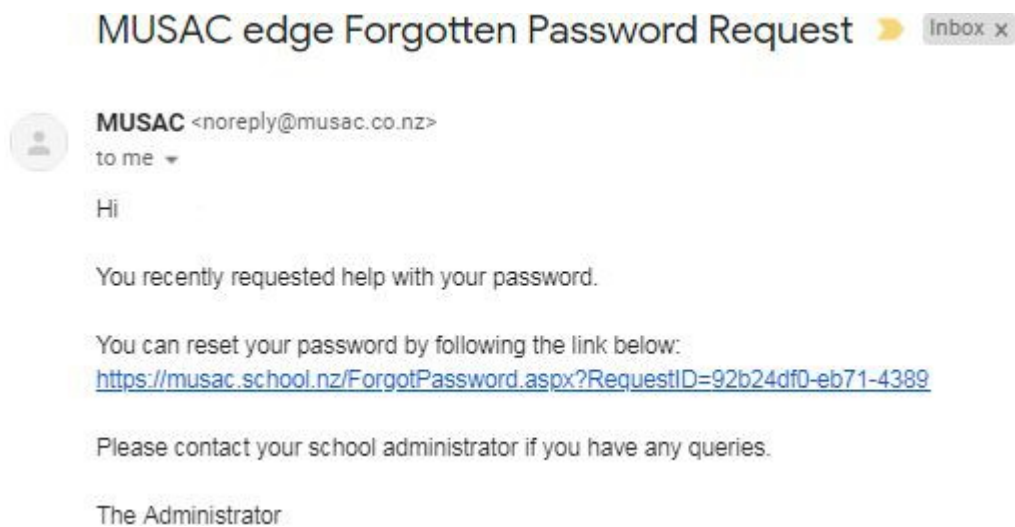 MUSAC edge Forgotten Password Request Inbox x
MUSAC <noreply@musac.co.nz>
to me
Hi
You recently requested help with your password.
You can reset your password by following the link below:
https://musac.school.nz/ForgotPassword.aspx?RequestID=92b24df0-eb71-4389
Please contact your school administrator if you have any queries.
The Administrator